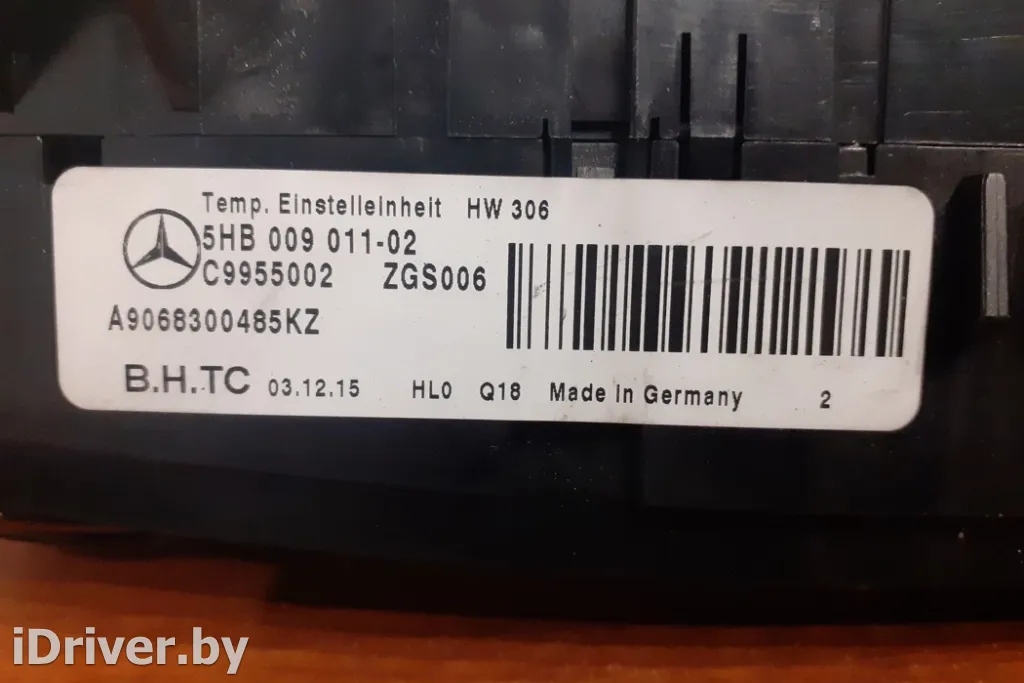 Temp. Einstelleinheit HW 306
5HB 009 011-02
C9955002 ZGS006
A9068300485KZ
B.H.TC 03.12.15 HL0 Q18 Made in Germany 2
iDriver.by